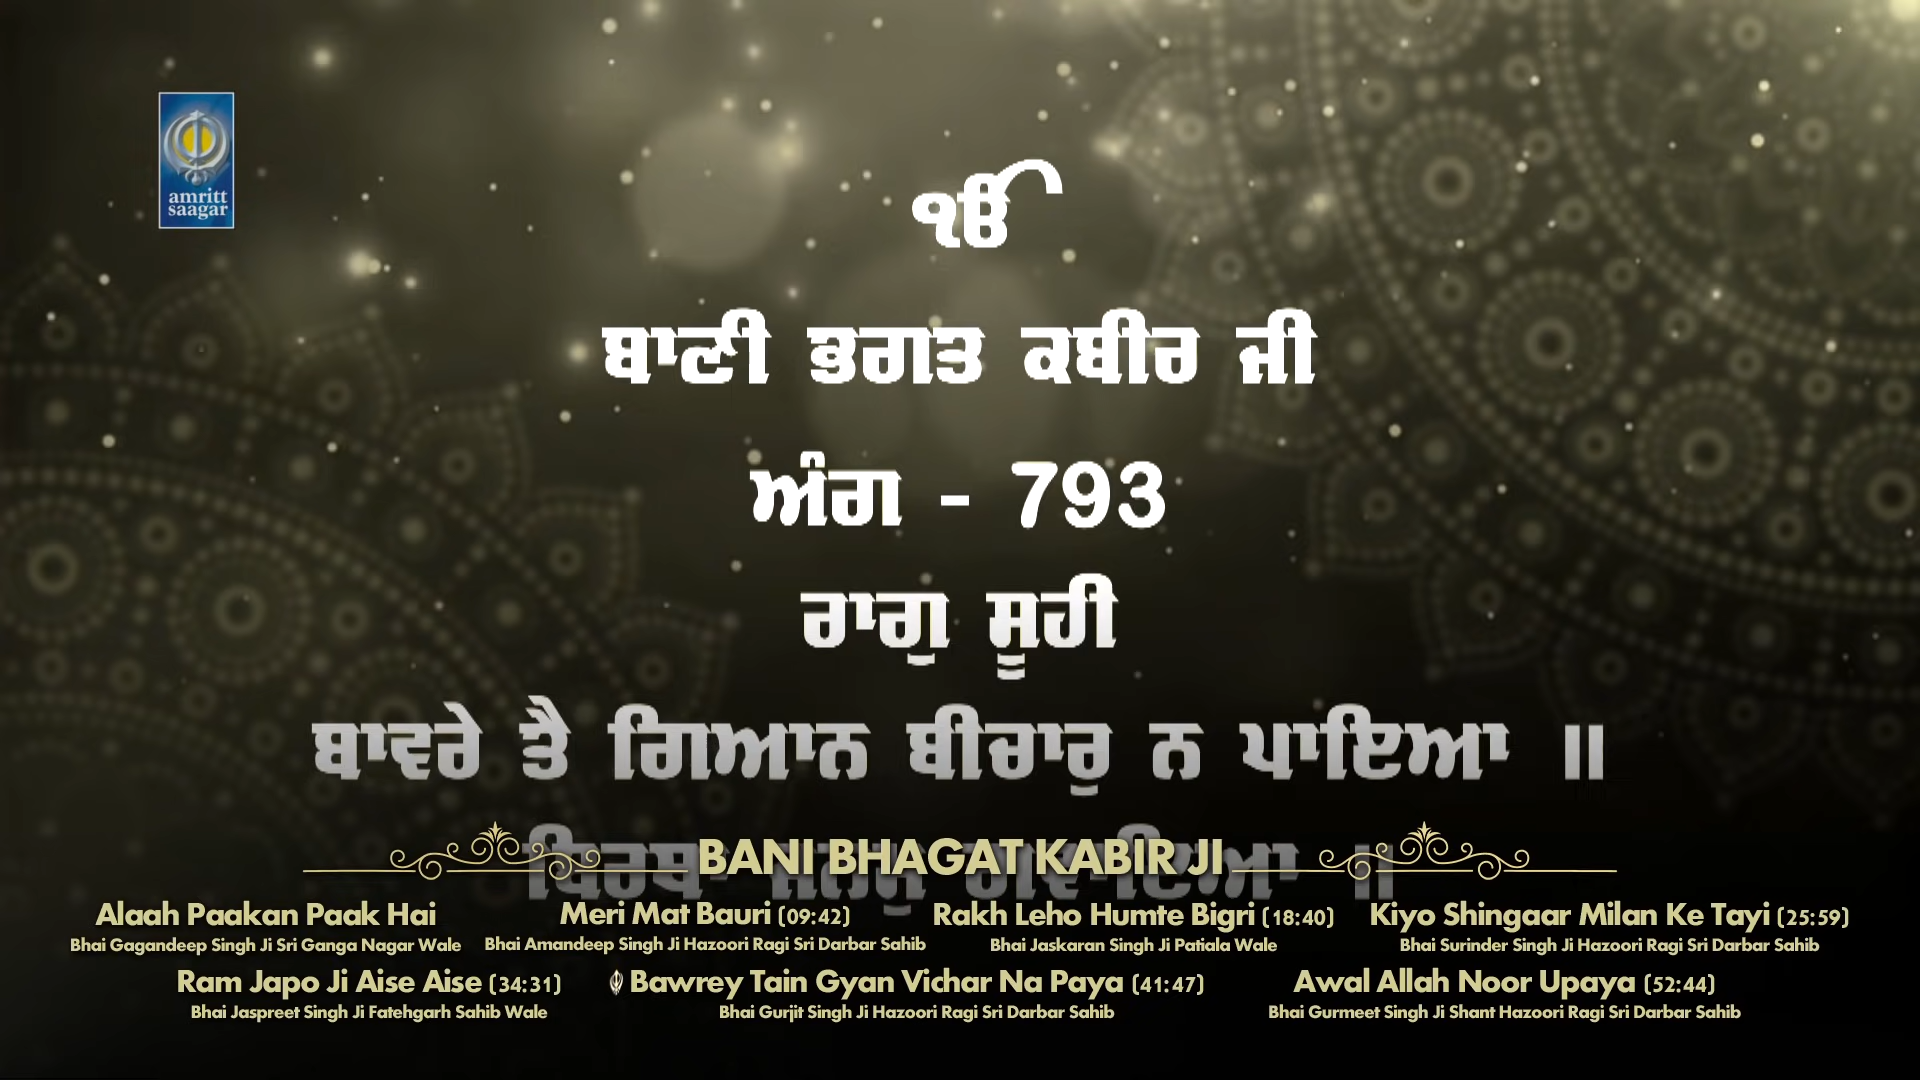 amritt
saagar
ੴ
ਬਾਣੀ ਭਗਤ ਕਬੀਰ ਜੀ
ਅੰਗ - 793
ਰਾਗੁ ਸੂਹੀ
ਬਾਵਰੇ ਤੈ ਗਿਆਨ ਬੀਚਾਰੁ ਨ ਪਾਇਆ ॥
ਬਿਰਥਾ ਜਨਮੁ ਗਵਾਇਆ ॥
BANI BHAGAT KABIR JI
Alaah Paakan Paak Hai Meri Mat Bauri (09:42) Rakh Leho Humte Bigri (18:40) Kiyo Shingaar Milan Ke Tayi (25:59)
Bhai Gagandeep Singh Ji Sri Ganga Nagar Wale Bhai Amandeep Singh Ji Hazoori Ragi Sri Darbar Sahib Bhai Jaskaran Singh Ji Patiala Wale Bhai Surinder Singh Ji Hazoori Ragi Sri Darbar Sahib
Ram Japo Ji Aise Aise (34:31) Bawrey Tain Gyan Vichar Na Paya (41:47) Awal Allah Noor Upaya (52:44)
Bhai Jaspreet Singh Ji Fatehgarh Sahib Wale Bhai Gurjit Singh Ji Hazoori Ragi Sri Darbar Sahib Bhai Gurmeet Singh Ji Shant Hazoori Ragi Sri Darbar Sahib